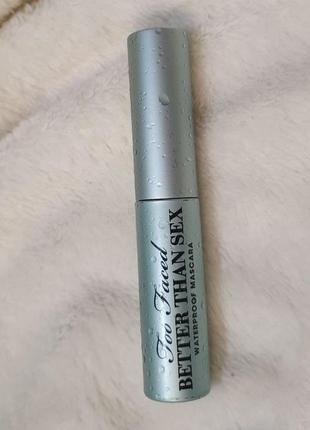 Too Faced
BETTER THAN SEX
WATERPROOF MASCARA